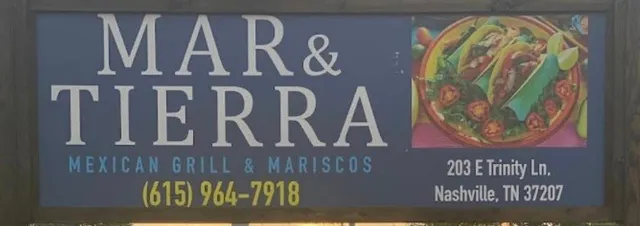 MAR &
TIERRA
MEXICAN GRILL & MARISCOS
(615) 964-7918
203 E Trinity Ln,
Nashville, TN 37207